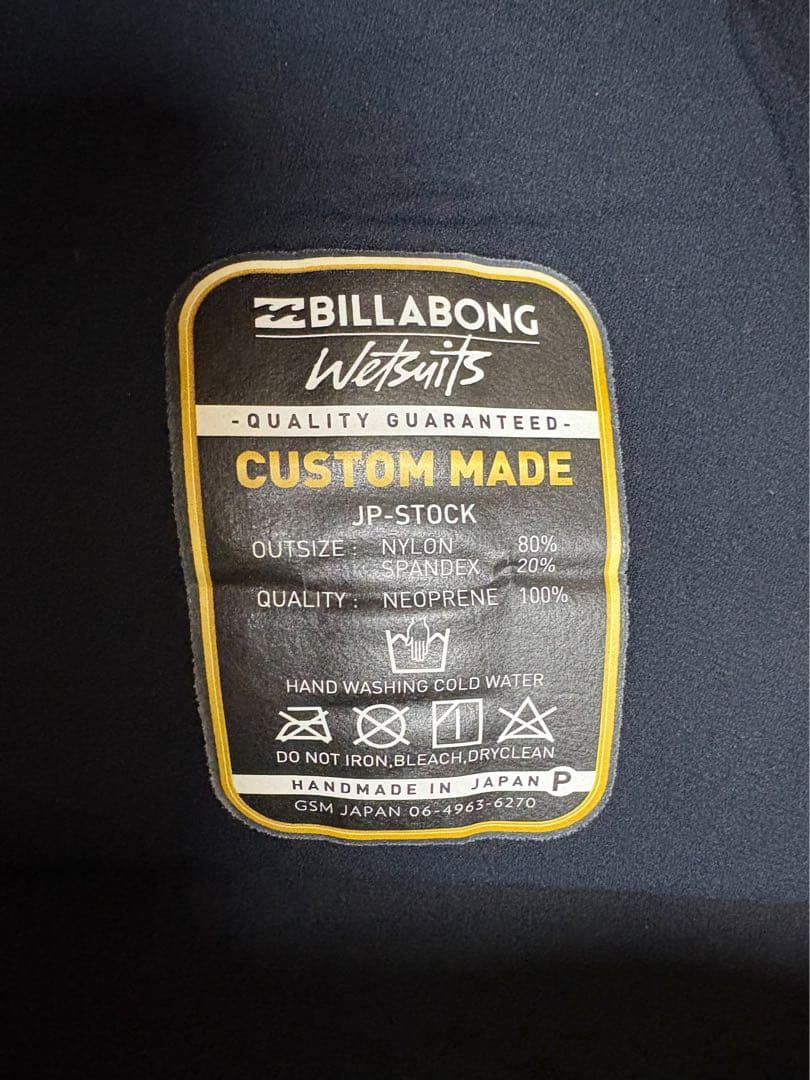 BILLABONG
Wetsuits
-QUALITY GUARANTEED-
CUSTOM MADE
JP-STOCK
OUTSIZE : NYLON 80%
SPANDEX 20%
QUALITY : NEOPRENE 100%
HAND WASHING COLD WATER
DO NOT IRON,BLEACH,DRYCLEAN
HANDMADE IN JAPAN P
GSM JAPAN 06-4963-6270